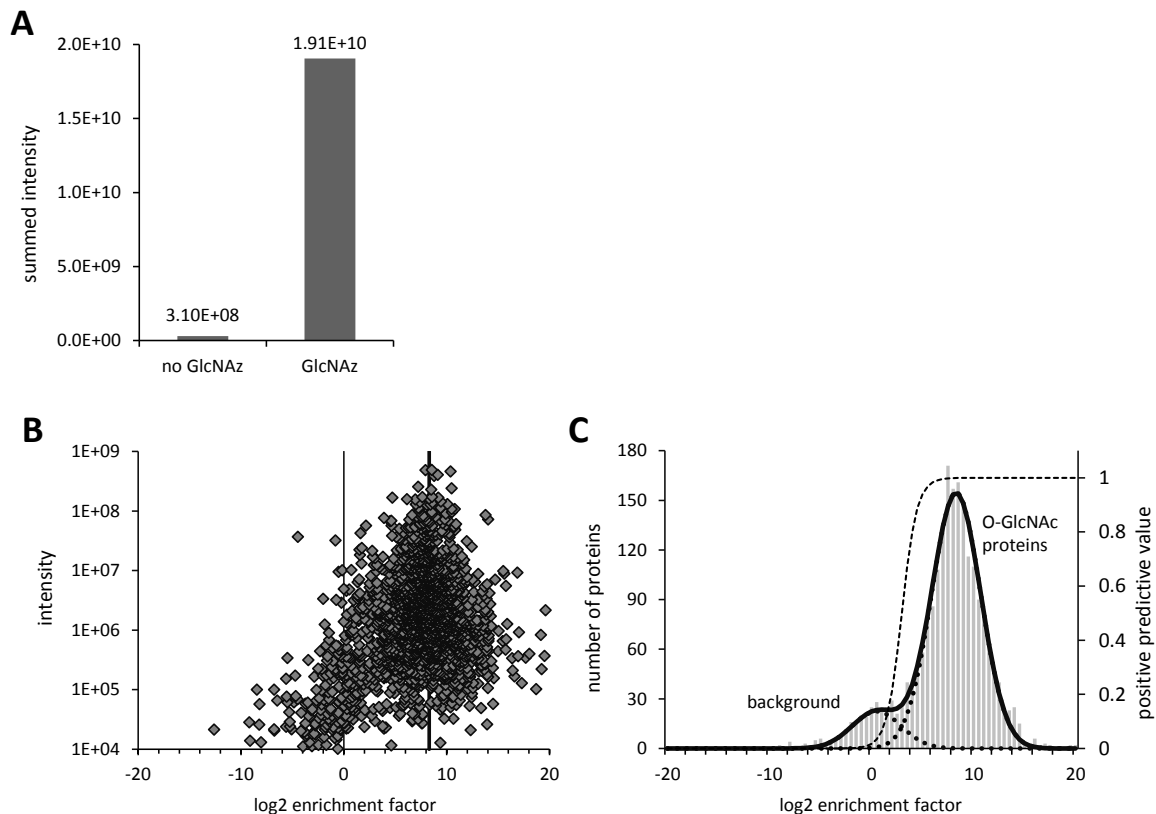 A
2.0E+10
1.91E+10
1.5E+10
1.0E+10
5.0E+09
0.0E+00
3.10E+08
summed intensity
no GlcNAz
GlcNAz
B
1E+09
1E+08
1E+07
1E+06
1E+05
1E+04
intensity
-20
-10
0
10
20
log2 enrichment factor
C
180
150
120
90
60
30
0
number of proteins
O-GlcNAc
proteins
background
1
0.8
0.6
0.4
0.2
0
positive predictive value
-20
-10
0
10
20
log2 enrichment factor